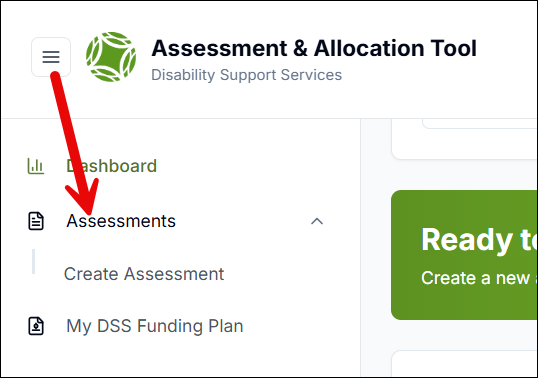 Assessment & Allocation Tool
Disability Support Services
Dashboard
Assessments
Create Assessment
My DSS Funding Plan
Ready to
Create a new